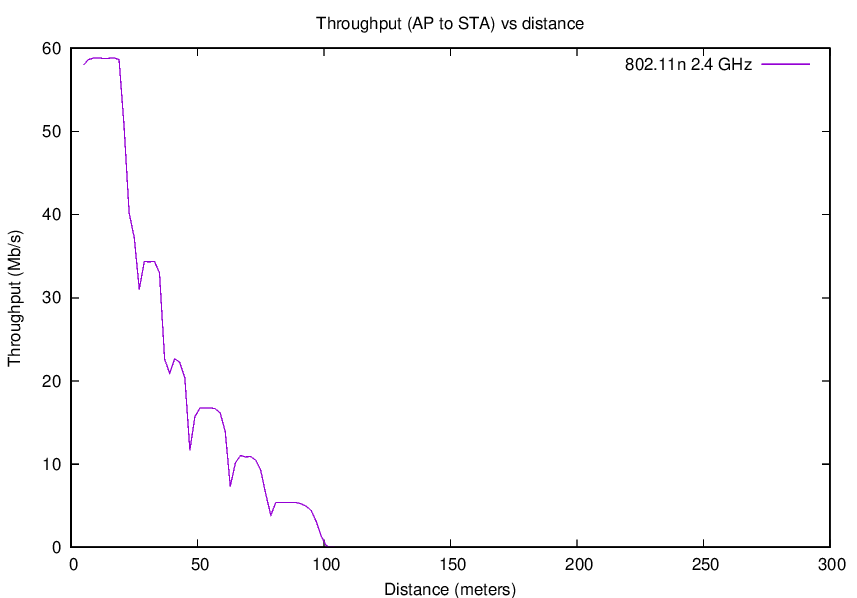 Throughput (AP to STA) vs distance
802.11n 2.4 GHz
Throughput (Mb/s)
60
50
40
30
20
10
0
0 50 100 150 200 250 300
Distance (meters)